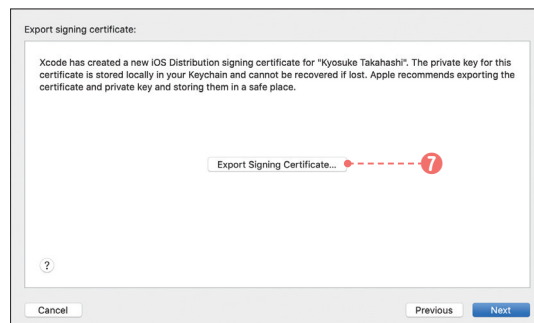 Export signing certificate:
Xcode has created a new iOS Distribution signing certificate for "Kyosuke Takahashi". The private key for this
certificate is stored locally in your Keychain and cannot be recovered if lost. Apple recommends exporting the
certificate and private key and storing them in a safe place.
Export Signing Certificate...
7
?
Cancel
Previous
Next